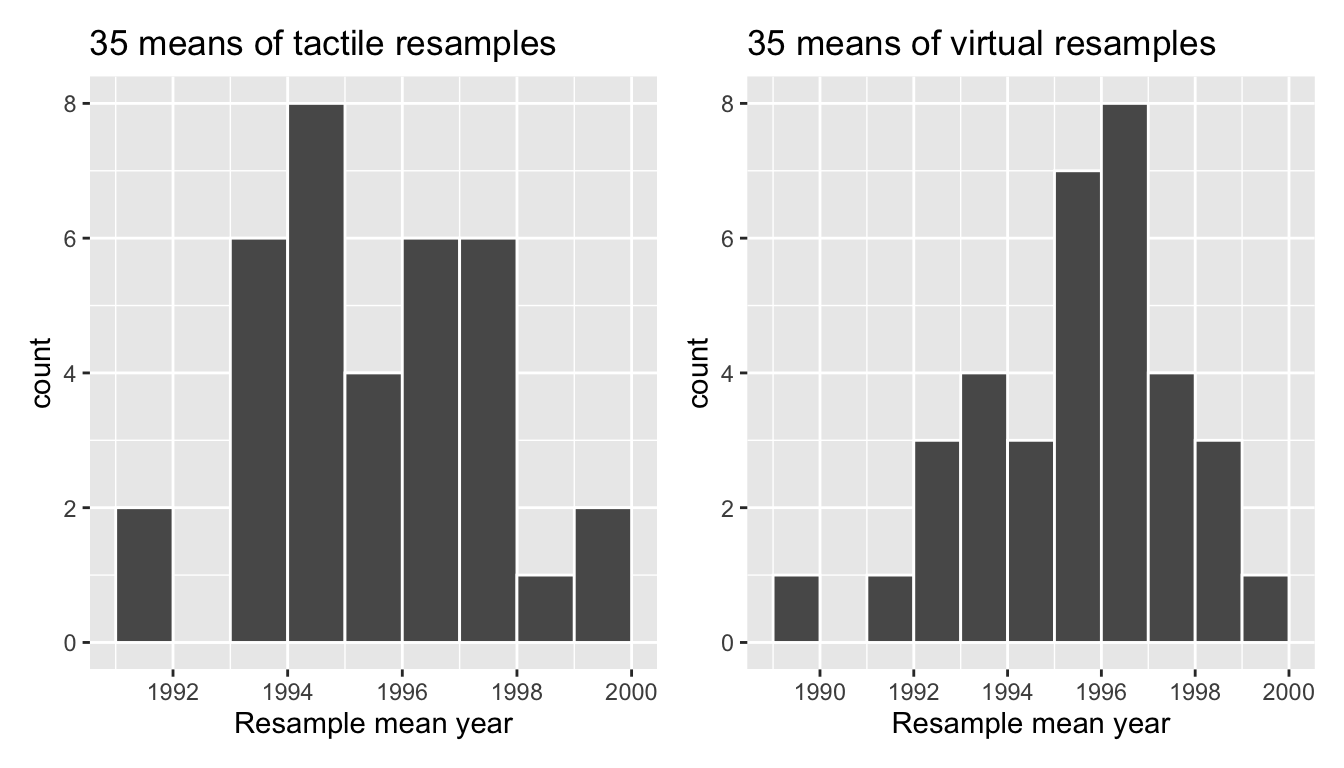 35 means of tactile resamples
8
6
4
2
0
count
1992 1994 1996 1998 2000
Resample mean year
35 means of virtual resamples
8
6
4
2
0
count
1990 1992 1994 1996 1998 2000
Resample mean year